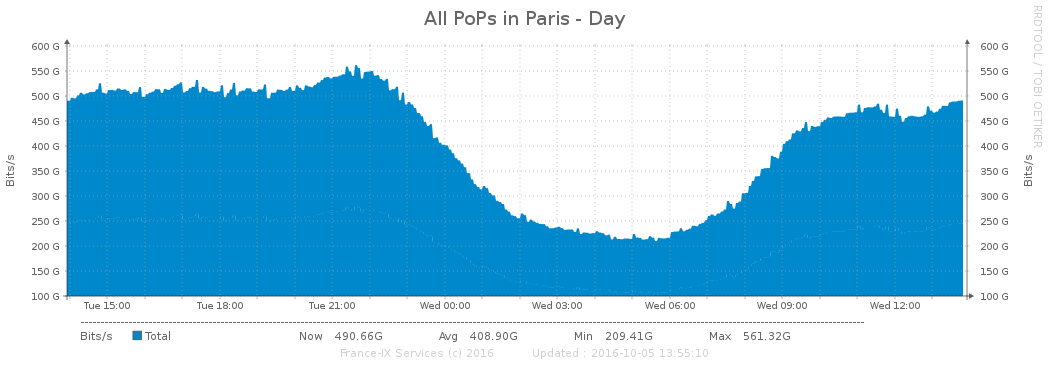 All PoPs in Paris - Day
RRDTOOL / TOBI OETIKER
600 G 600 G
550 G 550 G
500 G 500 G
450 G 450 G
400 G 400 G
350 G 350 G
300 G 300 G
250 G 250 G
200 G 200 G
150 G 150 G
100 G 100 G
Bits/s
Bits/s
Tue 15:00 Tue 18:00 Tue 21:00 Wed 00:00 Wed 03:00 Wed 06:00 Wed 09:00 Wed 12:00
Bits/s Total Now 490.66G Avg 408.90G Min 209.41G Max 561.32G
France-IX Services (c) 2016 Updated : 2016-10-05 13:55:10